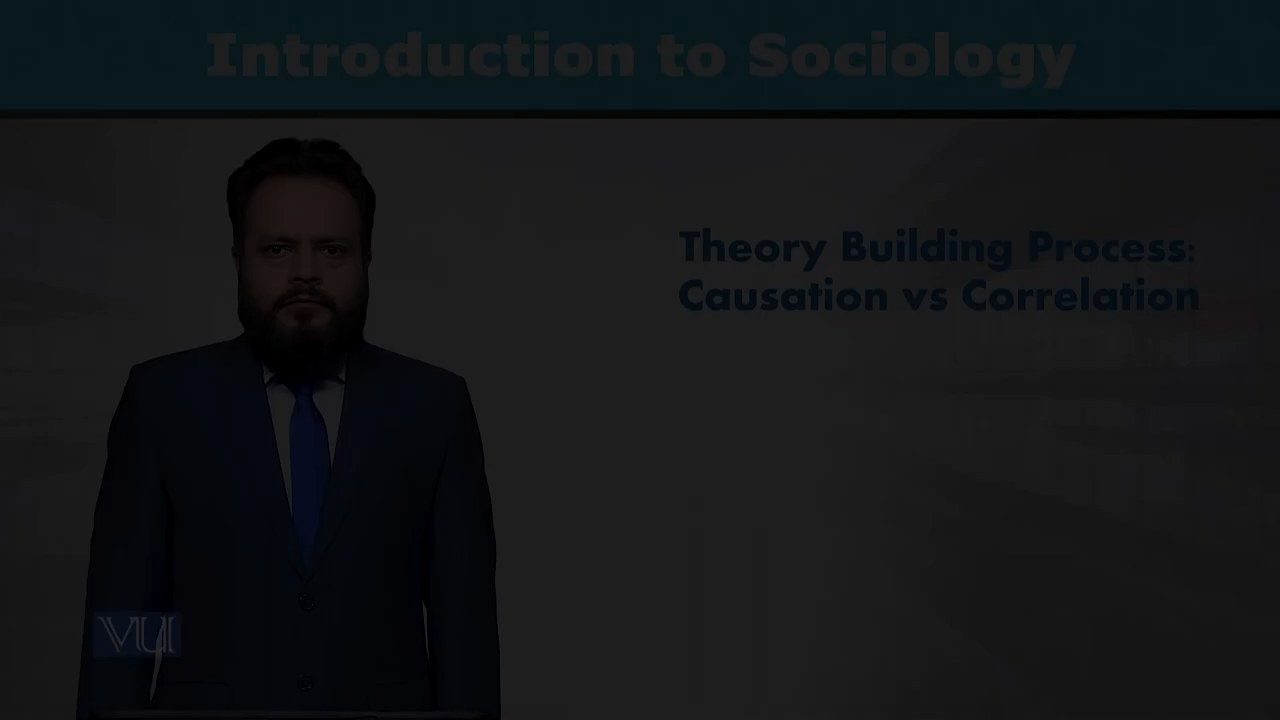 Introduction to Sociology
Theory Building Process:
Causation vs Correlation
VU